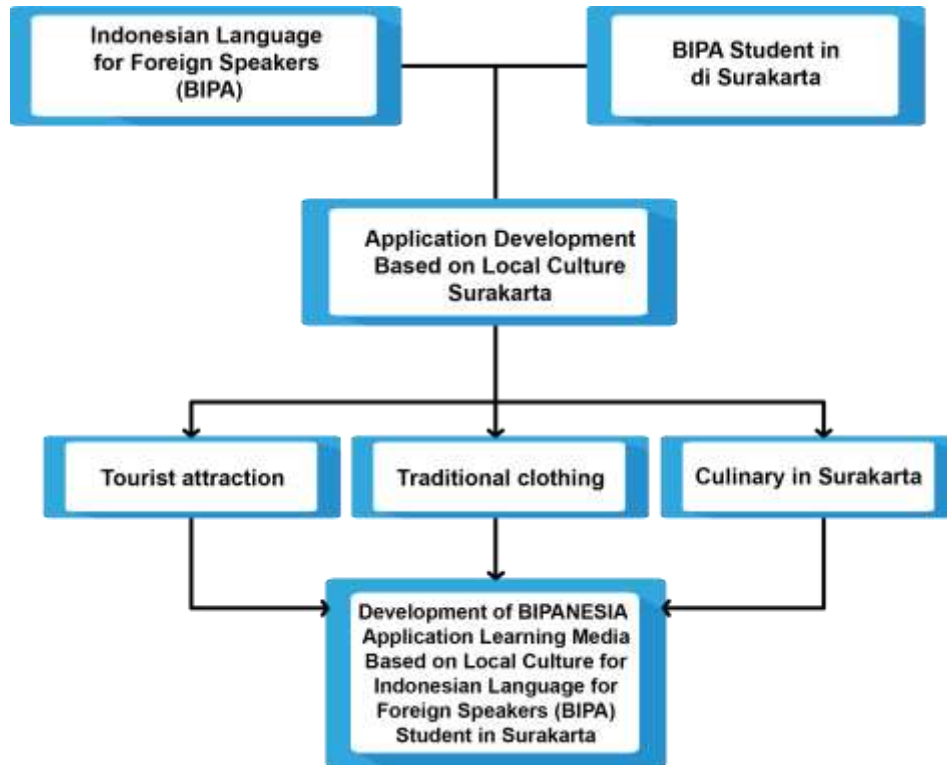 Indonesian Language
for Foreign Speakers
(BIPA)
BIPA Student in
di Surakarta
Application Development
Based on Local Culture
Surakarta
Tourist attraction
Traditional clothing
Culinary in Surakarta
Development of BIPANESIA
Application Learning Media
Based on Local Culture for
Indonesian Language for
Foreign Speakers (BIPA)
Student in Surakarta